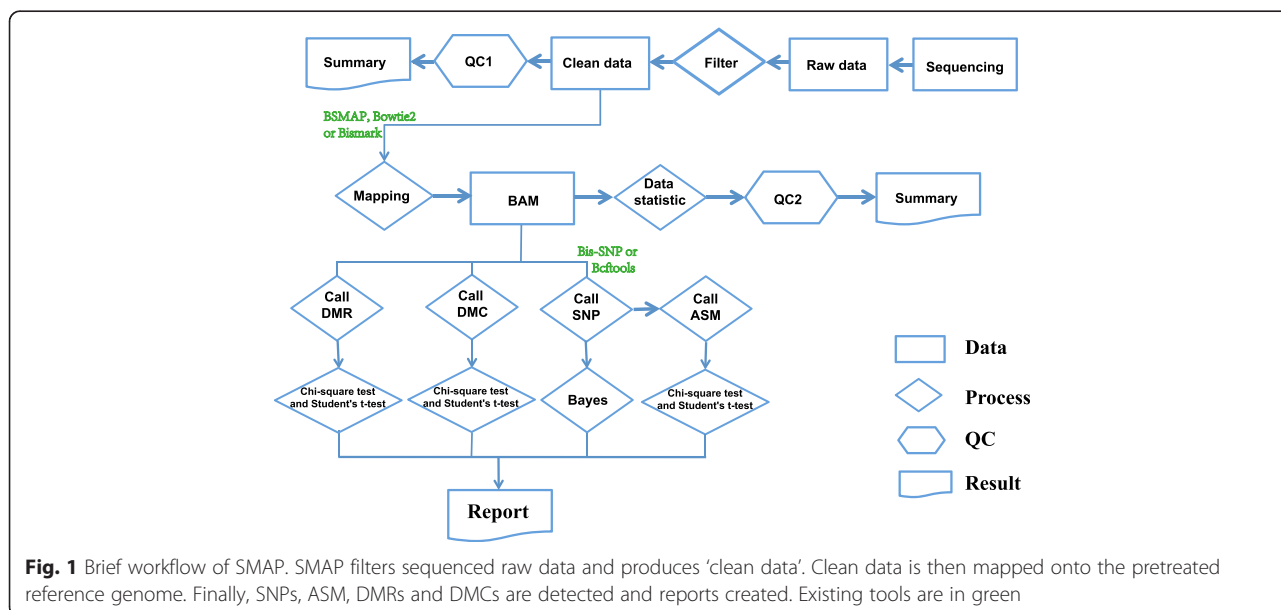 Summary
QC1
Clean data
Filter
Raw data
Sequencing
BSMAP, Bowtie2
or Bismark
Mapping
BAM
Data
statistic
QC2
Summary
Bis-SNP or
Bcftools
Call
DMR
Call
DMC
Call
SNP
Call
ASM
Chi-square test
and Student's t-test
Chi-square test
and Student's t-test
Bayes
Chi-square test
and Student's t-test
Report
Data
Process
QC
Result
Fig. 1 Brief workflow of SMAP. SMAP filters sequenced raw data and produces ‘clean data’. Clean data is then mapped onto the pretreated
reference genome. Finally, SNPs, ASM, DMRs and DMCs are detected and reports created. Existing tools are in green